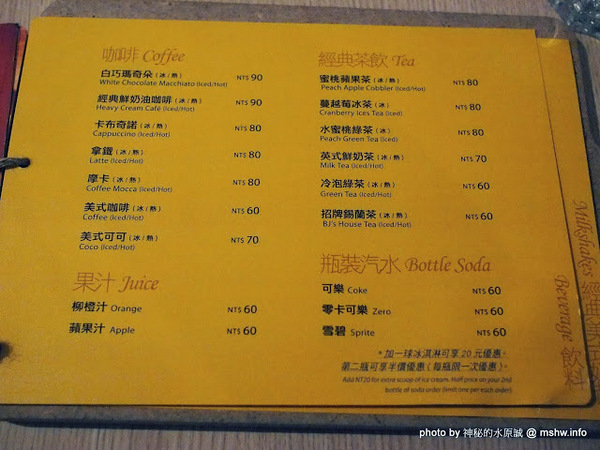 咖啡 Coffee
白巧瑪奇朵 (冰/熱) NT$ 90
White Chocolate Macchiato (Iced/Hot)
經典鮮奶油咖啡 (冰/熱) NT$ 90
Heavy Cream Café (Iced/Hot)
卡布奇諾 (冰/熱) NT$ 80
Cappuccino (Iced/Hot)
拿鐵 (冰/熱) NT$ 80
Latte (Iced/Hot)
摩卡 (冰/熱) NT$ 80
Coffee Mocca (Iced/Hot)
美式咖啡 (冰/熱) NT$ 60
Coffee (Iced/Hot)
美式可可 (冰/熱) NT$ 70
Coco (Iced/Hot)
果汁 Juice
柳橙汁 Orange NT$ 60
蘋果汁 Apple NT$ 60
經典茶飲 Tea
蜜桃蘋果茶 (冰/熱) NT$ 80
Peach Apple Cobbler (Iced/Hot)
蔓越莓冰茶 (冰/熱) NT$ 80
Cranberry Ices Tea (Iced)
水蜜桃綠茶 (冰/熱) NT$ 80
Peach Green Tea (Iced/Hot)
英式鮮奶茶 (冰/熱) NT$ 70
Milk Tea (Iced/Hot)
冷泡綠茶 (冰/熱) NT$ 60
Green Tea (Iced/Hot)
招牌錫蘭茶 (冰/熱) NT$ 60
BJ's House Tea (Iced/Hot)
瓶裝汽水 Bottle Soda
可樂 Coke NT$ 60
零卡可樂 Zero NT$ 60
雪碧 Sprite NT$ 60
*加一球冰淇淋可享20元優惠。
第二瓶可享半價優惠(每瓶限一次優惠)。
Add NT20 for extra scoop of ice cream. Half price on your 2nd
bottle of soda order (limit one per each order)
Beverage 飲料
Milkshakes 經典
photo by 神秘的水原誠 @ mshw.info